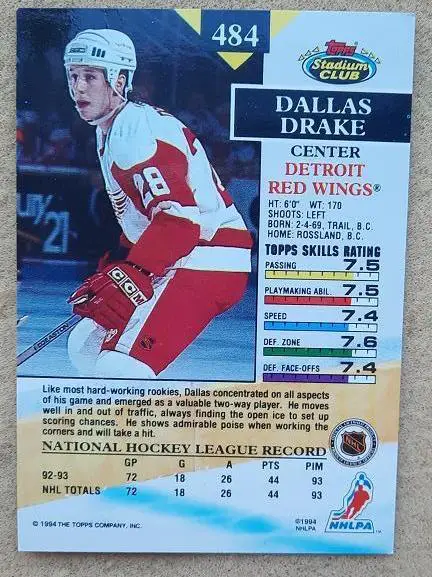 484
Topps
Stadium
CLUB
DALLAS
DRAKE
CENTER
DETROIT
RED WINGS®
HT: 6'0" WT: 170
SHOOTS: LEFT
BORN: 2-4-69, TRAIL, B.C.
HOME: ROSSLAND, B.C.
TOPPS SKILLS RATING
PASSING 7.5
PLAYMAKING ABIL. 7.5
SPEED 7.4
DEF. ZONE 7.6
DEF. FACE-OFFS 7.4
28
21
CCM
Like most hard-working rookies, Dallas concentrated on all aspects
of his game and emerged as a valuable two-way player. He moves
well in and out of traffic, always finding the open ice to set up
scoring chances. He shows admirable poise when working the
corners and will take a hit.
NATIONAL HOCKEY LEAGUE RECORD
GP G A PTS PIM
92-93 72 18 26 44 93
NHL TOTALS 72 18 26 44 93
NHL
© 1994 THE TOPPS COMPANY, INC.
©1994
NHLPA
NHLPA
TM